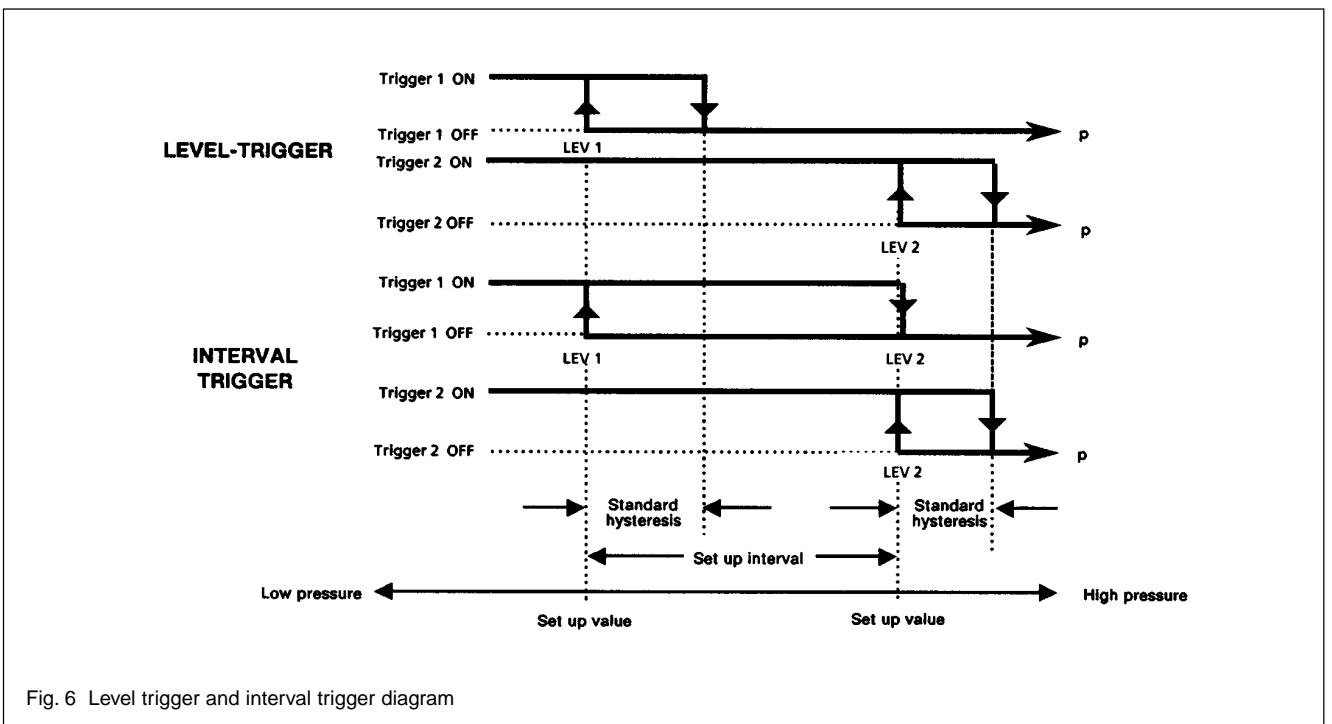 Trigger 1 ON
Trigger 1 OFF
p
LEVEL-TRIGGER
LEV 1
Trigger 2 ON
Trigger 2 OFF
p
LEV 2
Trigger 1 ON
Trigger 1 OFF
p
INTERVAL
TRIGGER
LEV 1
LEV 2
Trigger 2 ON
Trigger 2 OFF
p
LEV 2
Standard
hysteresis
Standard
hysteresis
Set up interval
Low pressure
High pressure
Set up value
Set up value
Fig. 6 Level trigger and interval trigger diagram